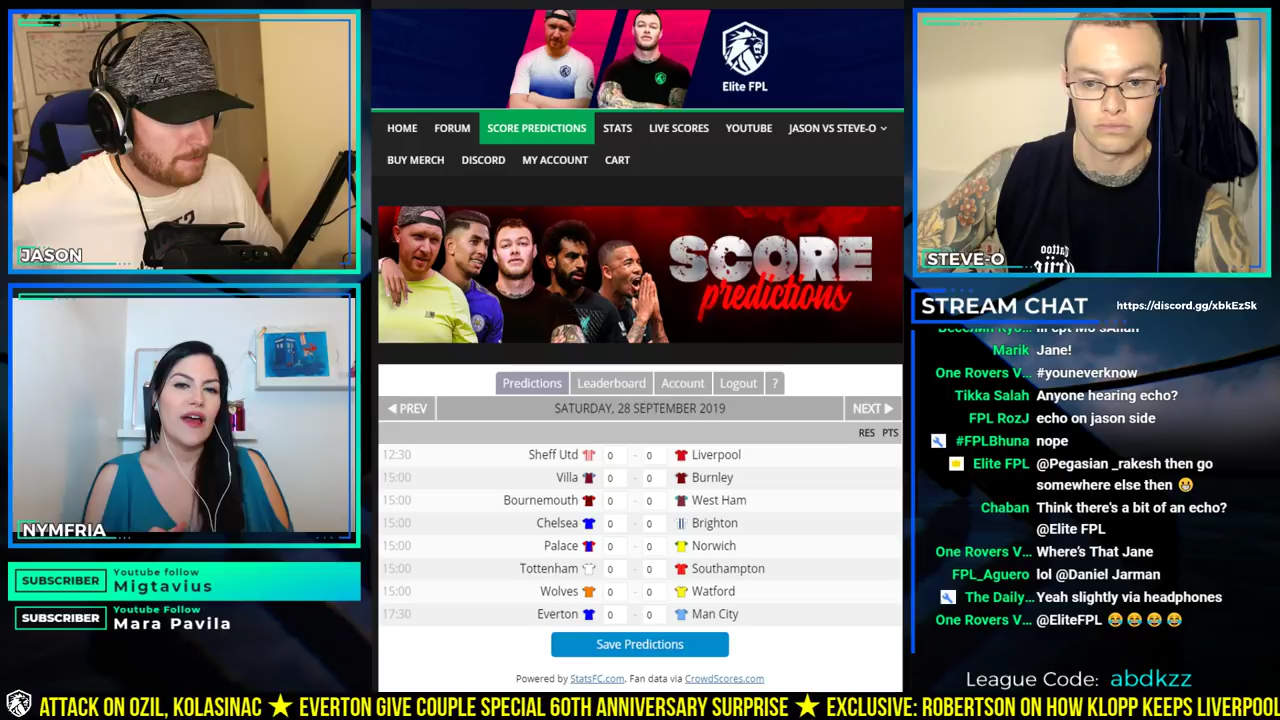 JASON
NYMFRIA
SUBSCRIBER
Youtube follow
Migtavius
SUBSCRIBER
Youtube Follow
Mara Pavila
Elite FPL
HOME FORUM SCORE PREDICTIONS STATS LIVE SCORES YOUTUBE JASON VS STEVE-O
BUY MERCH DISCORD MY ACCOUNT CART
SCORE
predictions
Predictions Leaderboard Account Logout ?
PREV SATURDAY, 28 SEPTEMBER 2019 NEXT
RES PTS
12:30 Sheff Utd 0 - 0 Liverpool
15:00 Villa 0 - 0 Burnley
15:00 Bournemouth 0 - 0 West Ham
15:00 Chelsea 0 - 0 Brighton
15:00 Palace 0 - 0 Norwich
15:00 Tottenham 0 - 0 Southampton
15:00 Wolves 0 - 0 Watford
17:30 Everton 0 - 0 Man City
Save Predictions
Powered by StatsFC.com. Fan data via CrowdScores.com
STEVE-O
STREAM CHAT https://discord.gg/xbkEzSk
Marik Jane!
One Rovers V... #youneverknow
Tikka Salah Anyone hearing echo?
FPL RozJ echo on jason side
#FPLBhuna nope
Elite FPL @Pegasian _rakesh then go
somewhere else then 😀
Chaban Think there's a bit of an echo?
@Elite FPL
One Rovers V... Where's That Jane
FPL_Aguero lol @Daniel Jarman
The Daily... Yeah slightly via headphones
One Rovers V... @EliteFPL 😂 😂 😂 😂
League Code: abdkzz
ATTACK ON OZIL, KOLASINAC ★ EVERTON GIVE COUPLE SPECIAL 60TH ANNIVERSARY SURPRISE ★ EXCLUSIVE: ROBERTSON ON HOW KLOPP KEEPS LIVERPOOL